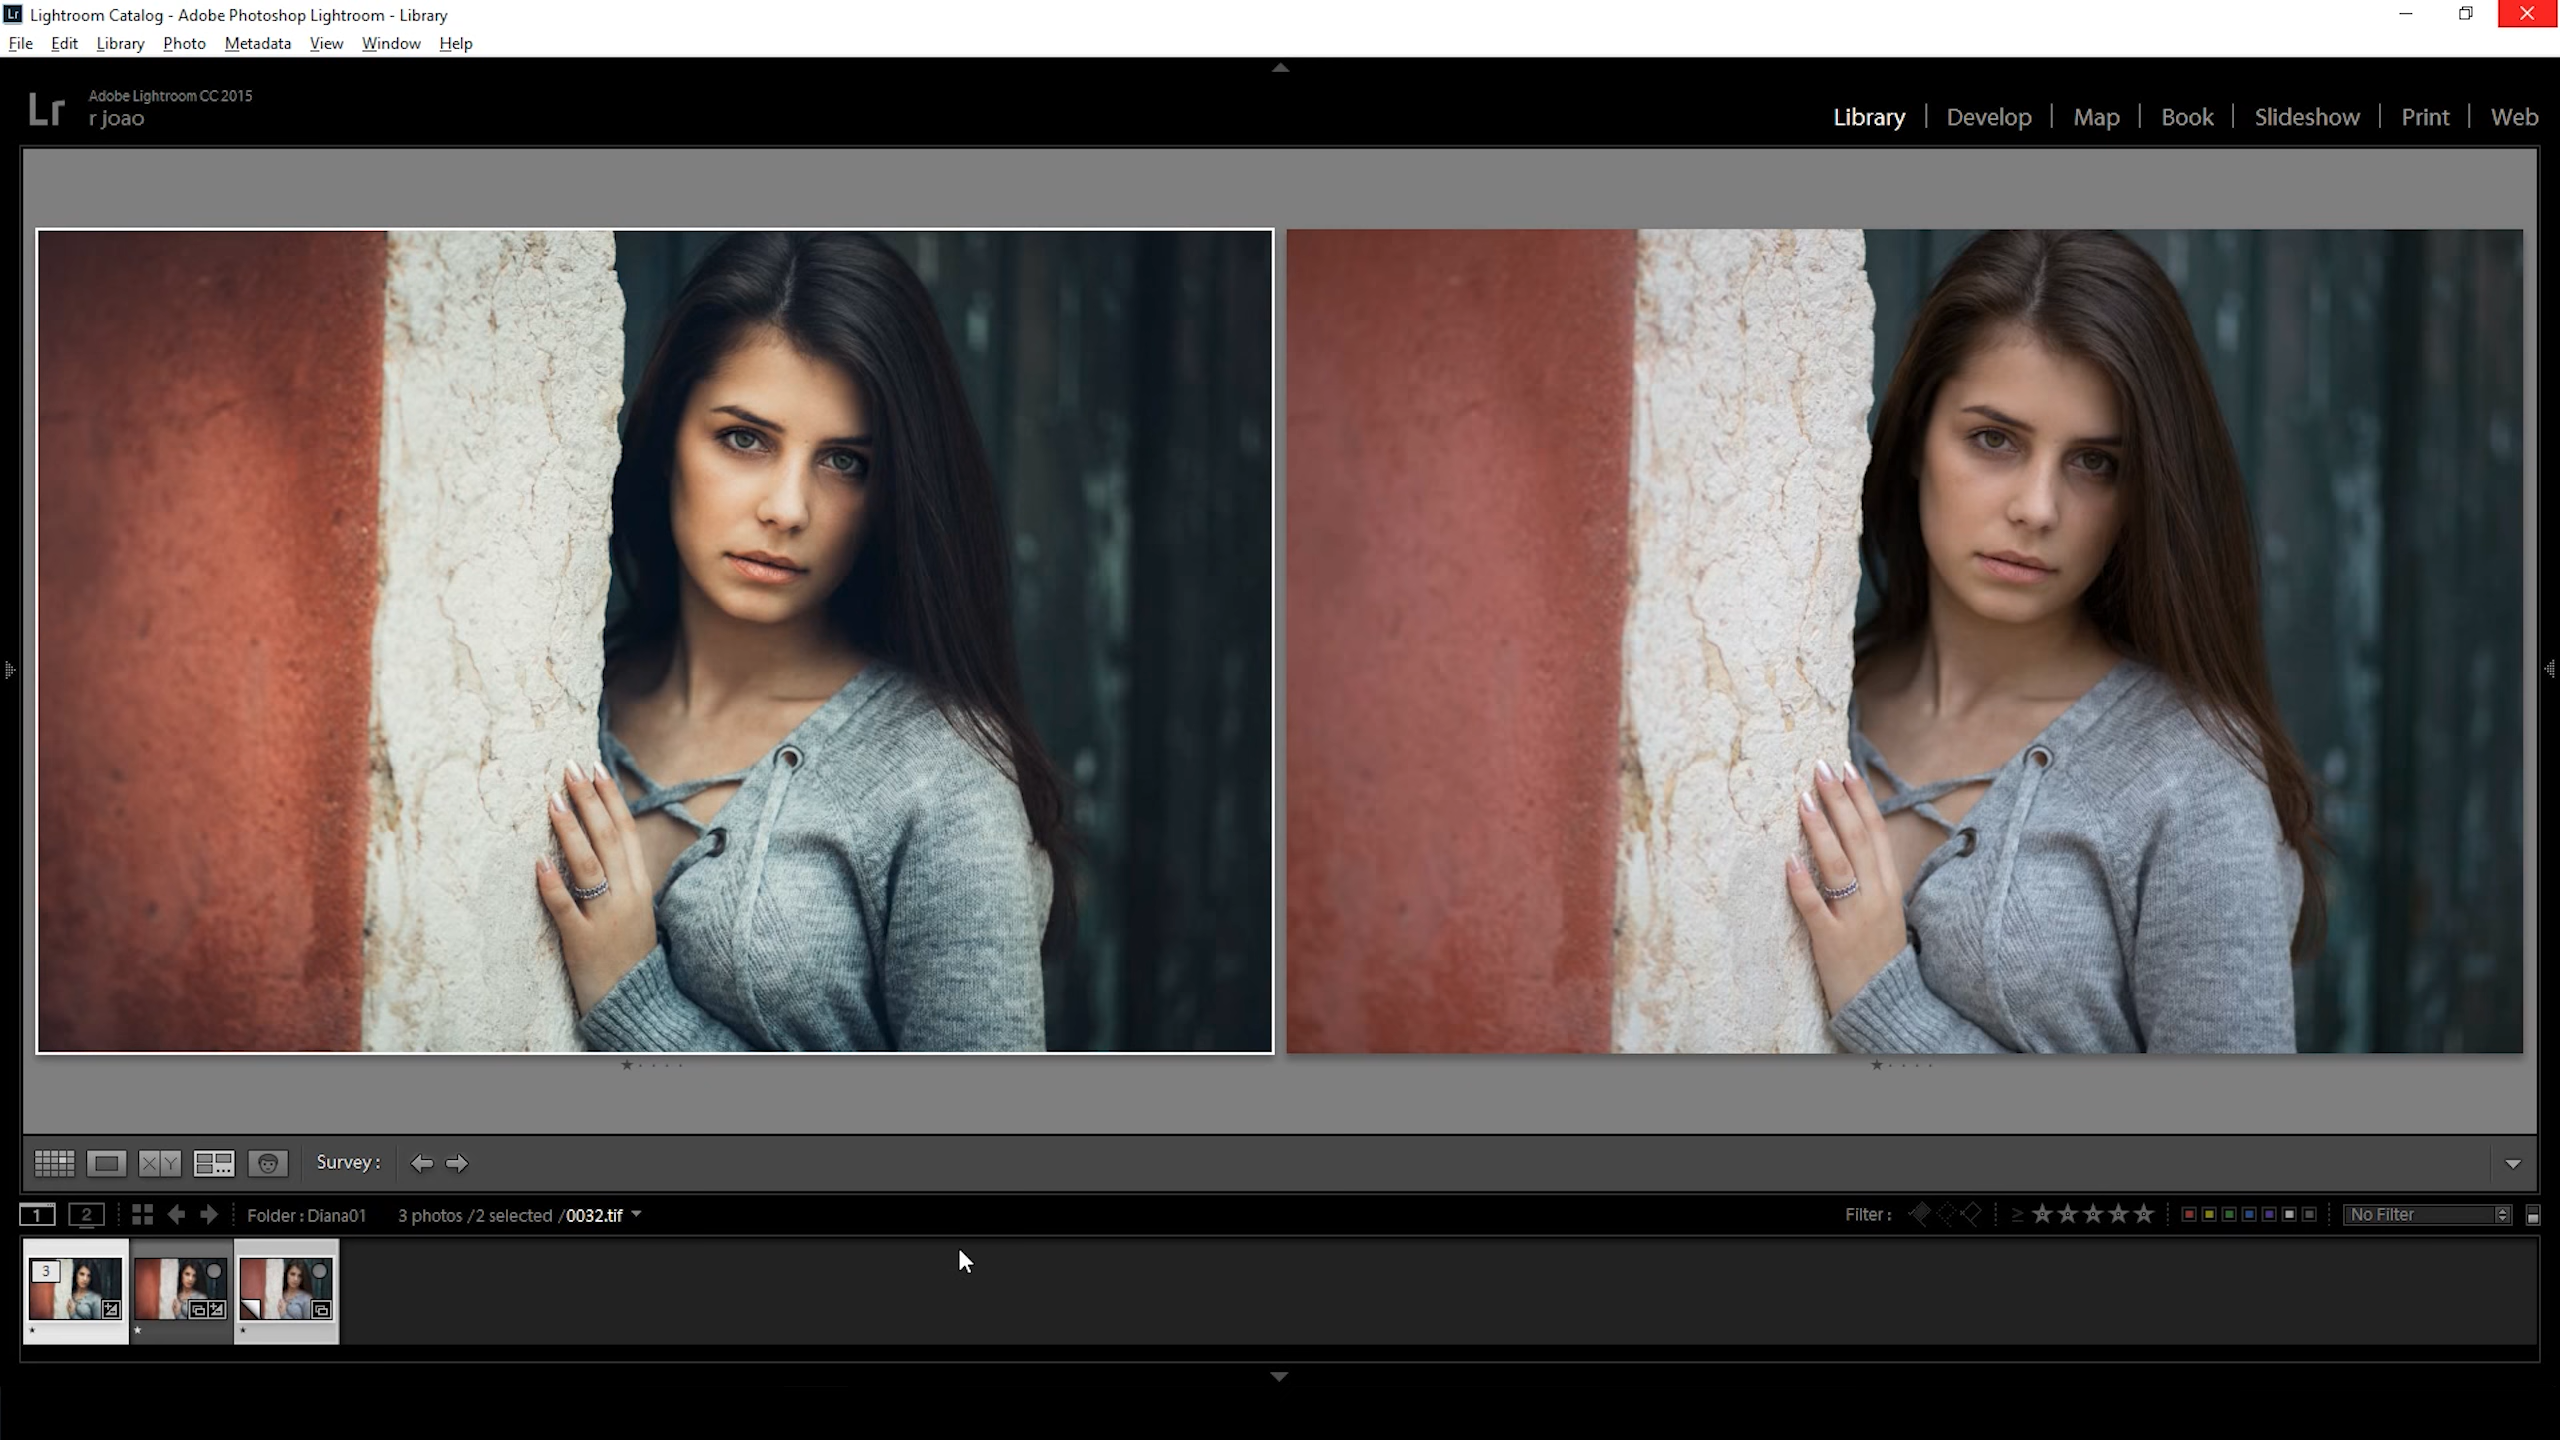 Lr Lightroom Catalog - Adobe Photoshop Lightroom - Library
File Edit Library Photo Metadata View Window Help
Lr Adobe Lightroom CC 2015
r joao
Library | Develop | Map | Book | Slideshow | Print | Web
XY Survey :
1 2 Folder : Diana01 3 photos /2 selected /0032.tif Filter : ≥ No Filter
3